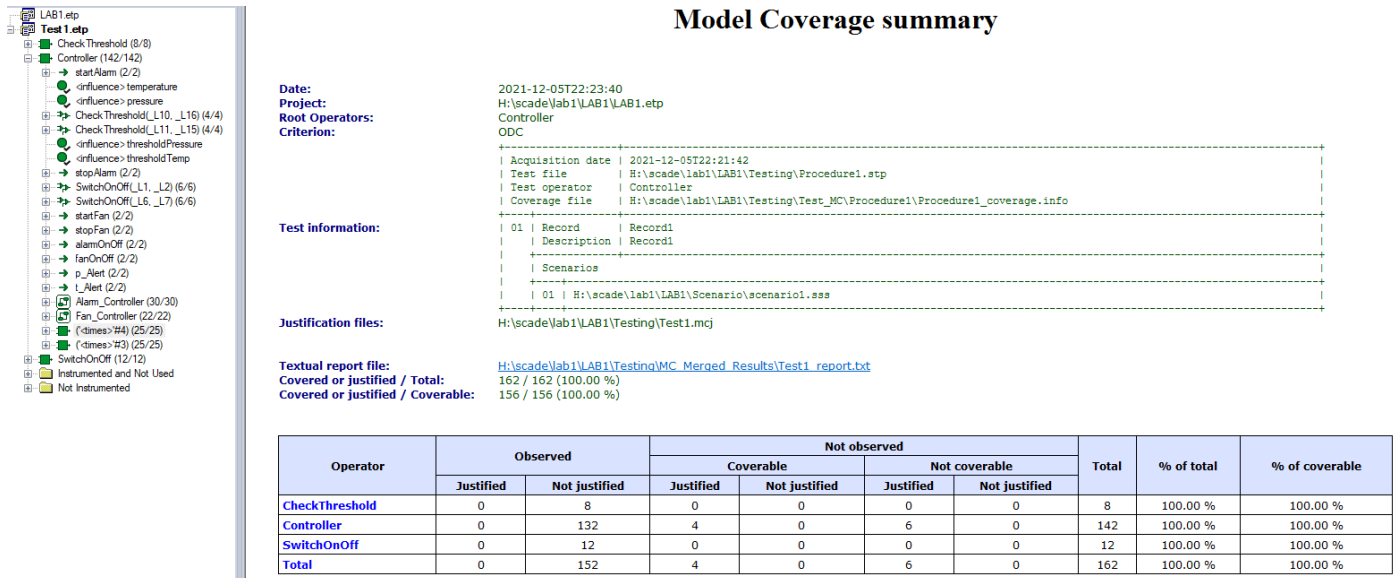 LAB1.etp
Test1.etp
CheckThreshold (8/8)
Controller (142/142)
startAlarm (2/2)
<influence> temperature
<influence> pressure
CheckThreshold(_L10, _L16) (4/4)
CheckThreshold(_L11, _L15) (4/4)
<influence> thresholdPressure
<influence> thresholdTemp
stopAlarm (2/2)
SwitchOnOff(_L1, _L2) (6/6)
SwitchOnOff(_L6, _L7) (6/6)
startFan (2/2)
stopFan (2/2)
alarmOnOff (2/2)
fanOnOff (2/2)
p_Alert (2/2)
t_Alert (2/2)
Alarm_Controller (30/30)
Fan_Controller (22/22)
('<times>'#4) (25/25)
('<times>'#3) (25/25)
SwitchOnOff (12/12)
Instrumented and Not Used
Not Instrumented
Model Coverage summary
Date: 2021-12-05T22:23:40
Project: H:\scade\lab1\LAB1\LAB1.etp
Root Operators: Controller
Criterion: ODC
Acquisition date | 2021-12-05T22:21:42
Test file | H:\scade\lab1\LAB1\Testing\Procedure1.stp
Test operator | Controller
Coverage file | H:\scade\lab1\LAB1\Testing\Test_MC\Procedure1\Procedure1_coverage.info
Test information: | 01 | Record | Record1
Description | Record1
Scenarios
01 | H:\scade\lab1\LAB1\Scenario\scenario1.sss
Justification files: H:\scade\lab1\LAB1\Testing\Test1.mcj
Textual report file: H:\scade\lab1\LAB1\Testing\MC_Merged_Results\Test1_report.txt
Covered or justified / Total: 162 / 162 (100.00 %)
Covered or justified / Coverable: 156 / 156 (100.00 %)
Operator Observed Not observed Total % of total % of coverable
Coverable Not coverable
Justified Not justified Justified Not justified Justified Not justified
CheckThreshold 0 8 0 0 0 0 8 100.00 % 100.00 %
Controller 0 132 4 0 6 0 142 100.00 % 100.00 %
SwitchOnOff 0 12 0 0 0 0 12 100.00 % 100.00 %
Total 0 152 4 0 6 0 162 100.00 % 100.00 %